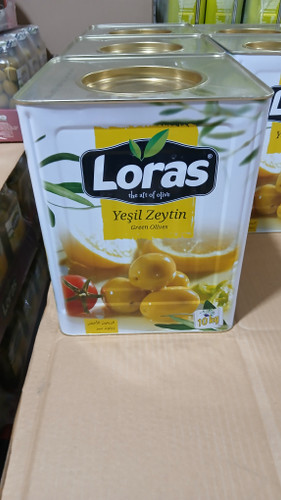 Loras®
the art of olive
Yeşil Zeytin
Green Olives
10 kg